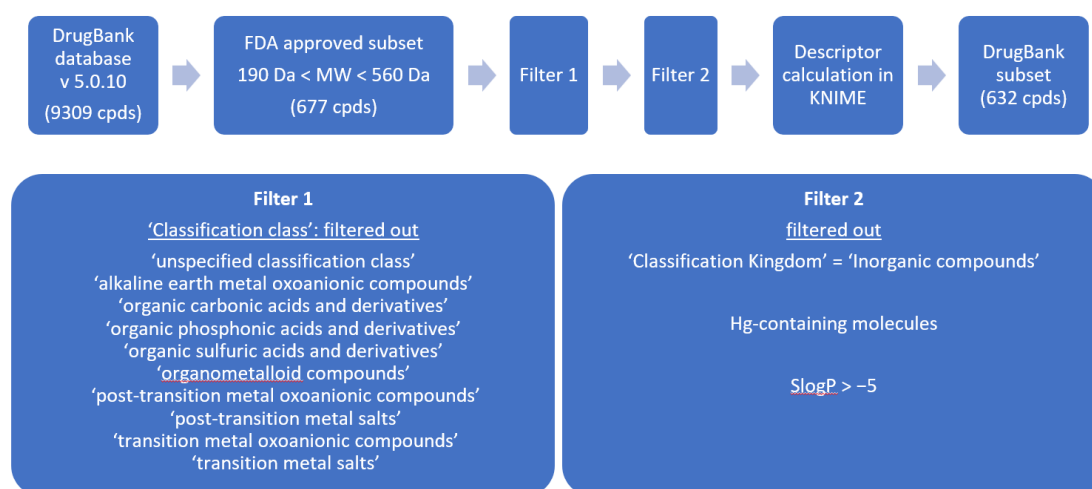 DrugBank
database
v 5.0.10
(9309 cpds)
FDA approved subset
190 Da < MW < 560 Da
(677 cpds)
Filter 1
Filter 2
Descriptor
calculation in
KNIME
DrugBank
subset
(632 cpds)
Filter 1
‘Classification class’: filtered out
‘unspecified classification class’
‘alkaline earth metal oxoanionic compounds’
‘organic carbonic acids and derivatives’
‘organic phosphonic acids and derivatives’
‘organic sulfuric acids and derivatives’
‘organometalloid compounds’
‘post-transition metal oxoanionic compounds’
‘post-transition metal salts’
‘transition metal oxoanionic compounds’
‘transition metal salts’
Filter 2
filtered out
‘Classification Kingdom’ = ‘Inorganic compounds’
Hg-containing molecules
SlogP > −5